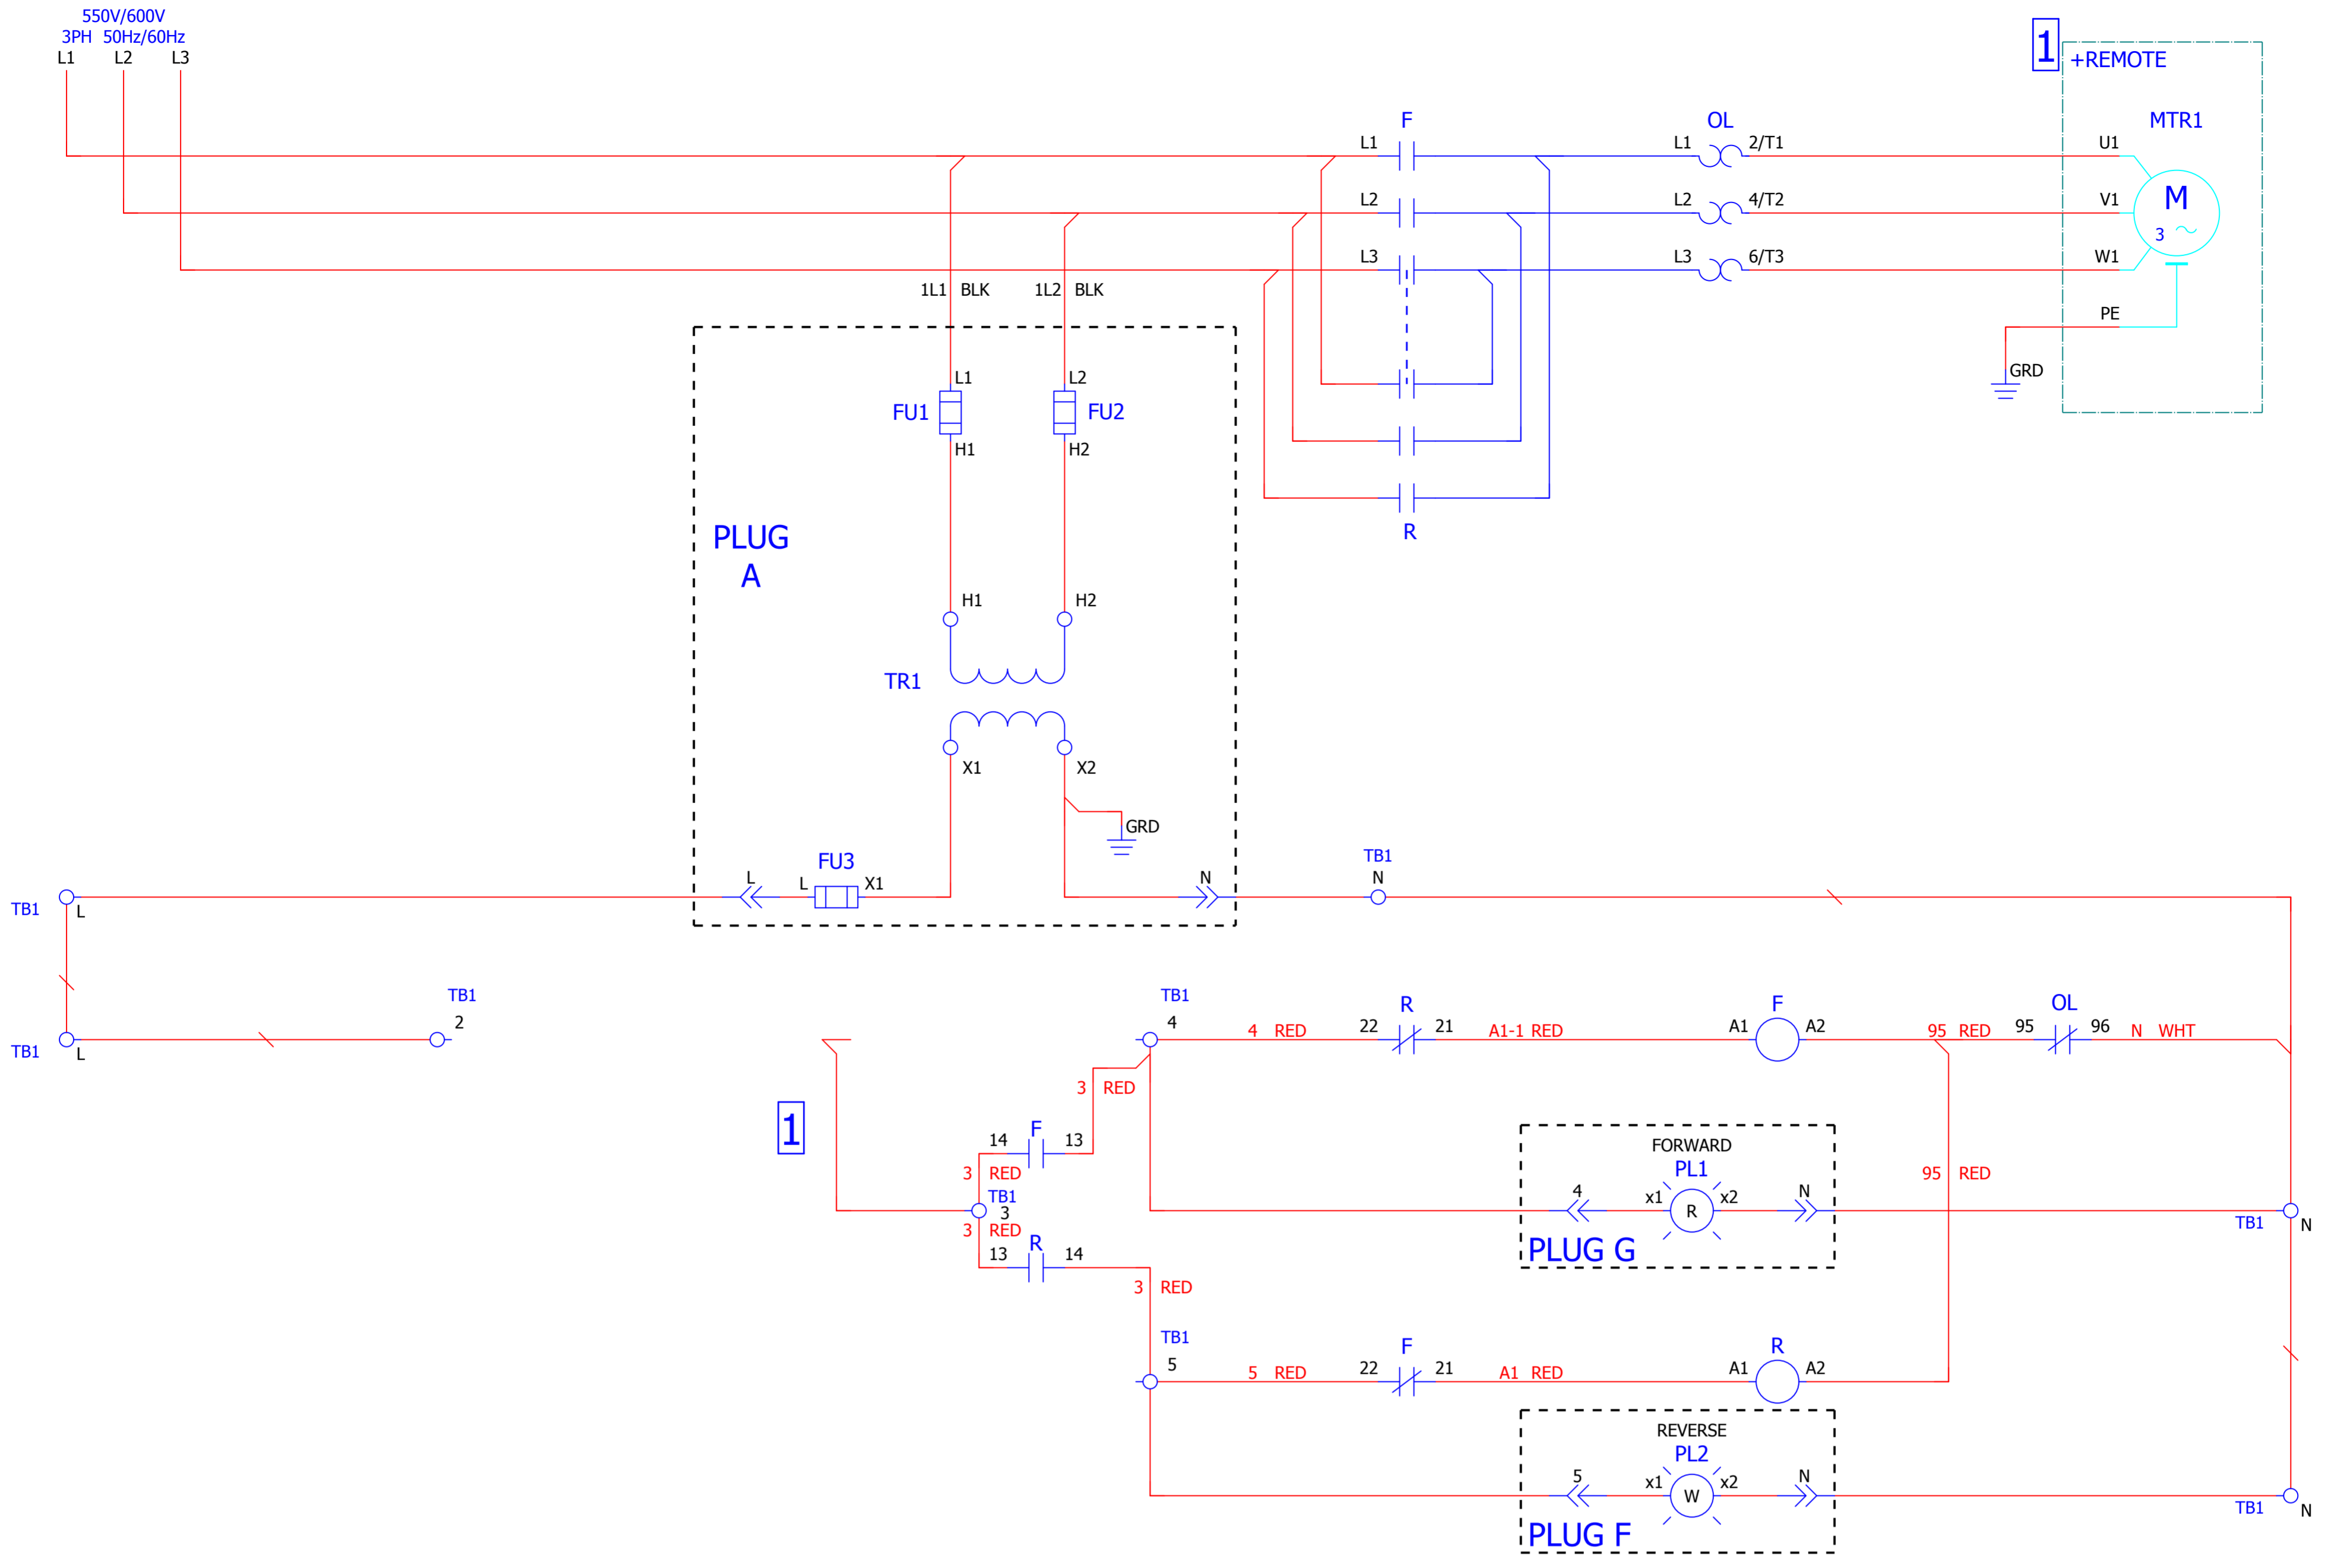 550V/600V
3PH 50Hz/60Hz
L1 L2 L3
1
+REMOTE
F
OL
MTR1
L1
L1 2/T1
U1
L2
L2 4/T2
V1
M
3
L3
L3 6/T3
W1
1L1 BLK
1L2 BLK
PE
GRD
L1
L2
FU1
FU2
H1
H2
R
PLUG
A
H1
H2
TR1
X1
X2
GRD
FU3
L
L
X1
N
TB1
N
TB1
L
TB1
2
TB1
L
TB1
4
4 RED
R
22 21
A1-1 RED
F
A1 A2
95 RED
OL
95 96
N WHT
3 RED
1
F
14 13
3 RED
TB1
3
3 RED
R
13 14
3 RED
FORWARD
PL1
4
x1
R
x2
N
PLUG G
95 RED
TB1
N
TB1
5
5 RED
F
22 21
A1 RED
R
A1 A2
REVERSE
PL2
5
x1
W
x2
N
PLUG F
TB1
N